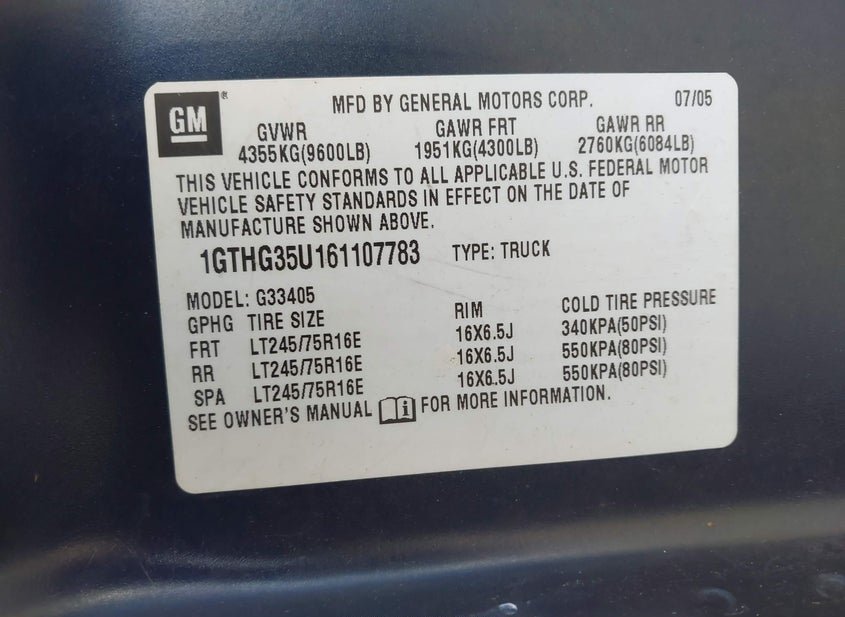 GM® MFD BY GENERAL MOTORS CORP. 07/05
GVWR GAWR FRT GAWR RR
4355KG(9600LB) 1951KG(4300LB) 2760KG(6084LB)
THIS VEHICLE CONFORMS TO ALL APPLICABLE U.S. FEDERAL MOTOR
VEHICLE SAFETY STANDARDS IN EFFECT ON THE DATE OF
MANUFACTURE SHOWN ABOVE.
1GTHG35U161107783 TYPE: TRUCK
MODEL: G33405
GPHG TIRE SIZE RIM COLD TIRE PRESSURE
FRT LT245/75R16E 16X6.5J 340KPA(50PSI)
RR LT245/75R16E 16X6.5J 550KPA(80PSI)
SPA LT245/75R16E 16X6.5J 550KPA(80PSI)
SEE OWNER'S MANUAL i FOR MORE INFORMATION.